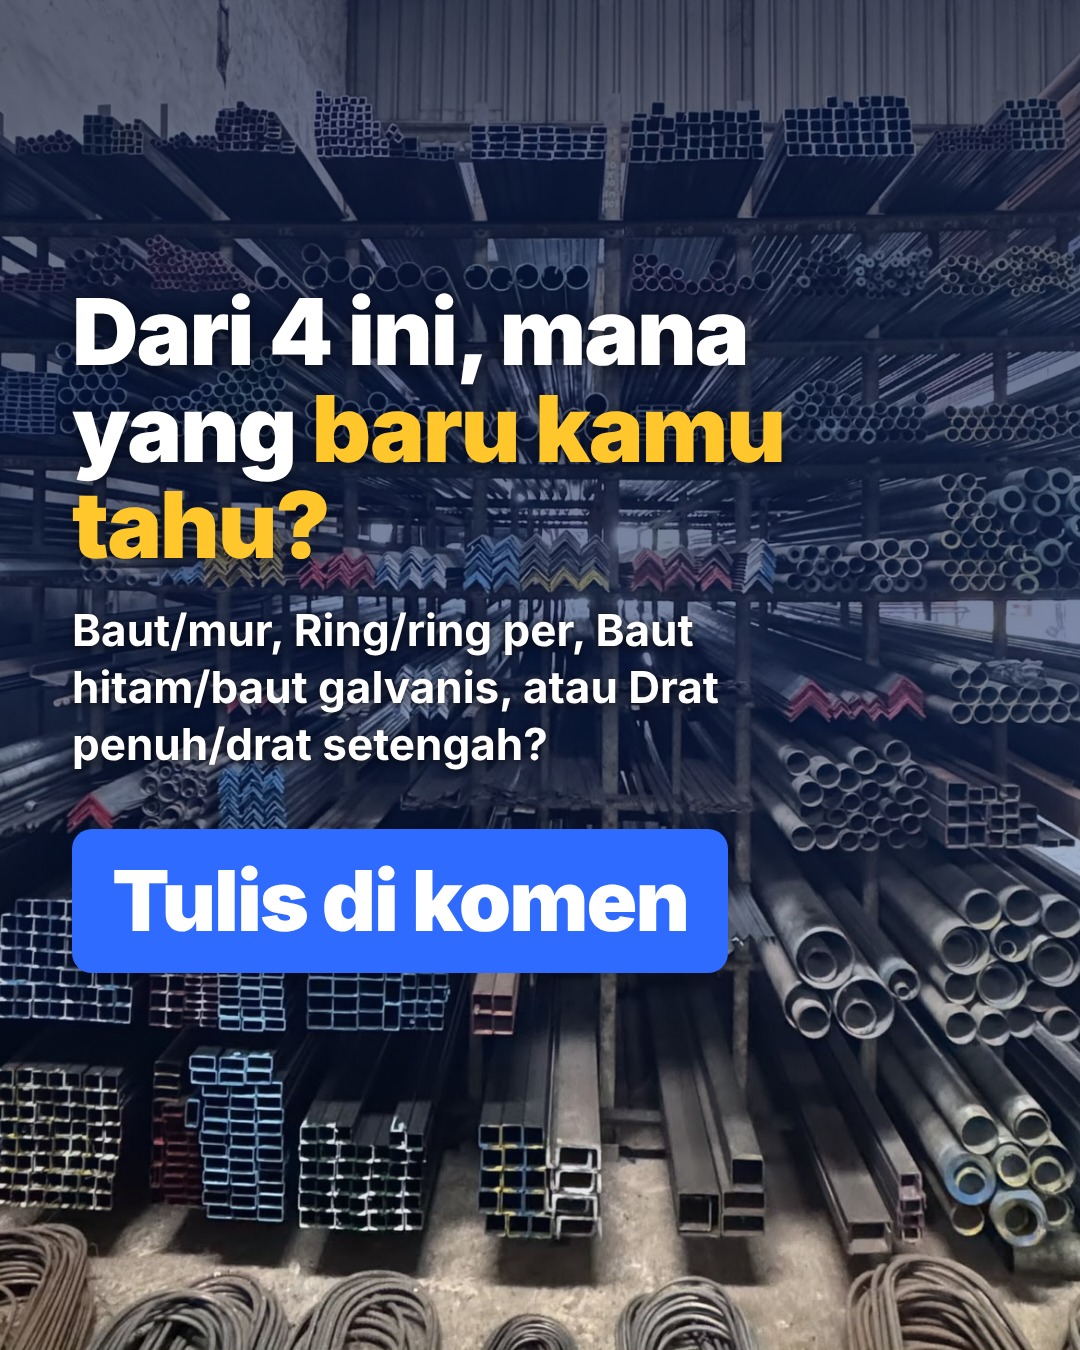 Dari 4 ini, mana
yang baru kamu
tahu?
Baut/mur, Ring/ring per, Baut
hitam/baut galvanis, atau Drat
penuh/drat setengah?
Tulis di komen